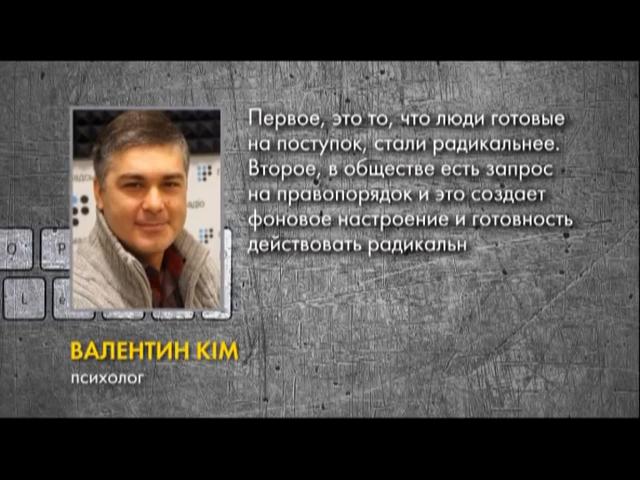 Первое, это то, что люди готовые
на поступок, стали радикальнее.
Второе, в обществе есть запрос
на правопорядок и это создает
фоновое настроение и готовность
действовать радикальн
ВАЛЕНТИН КІМ
психолог
O P
L